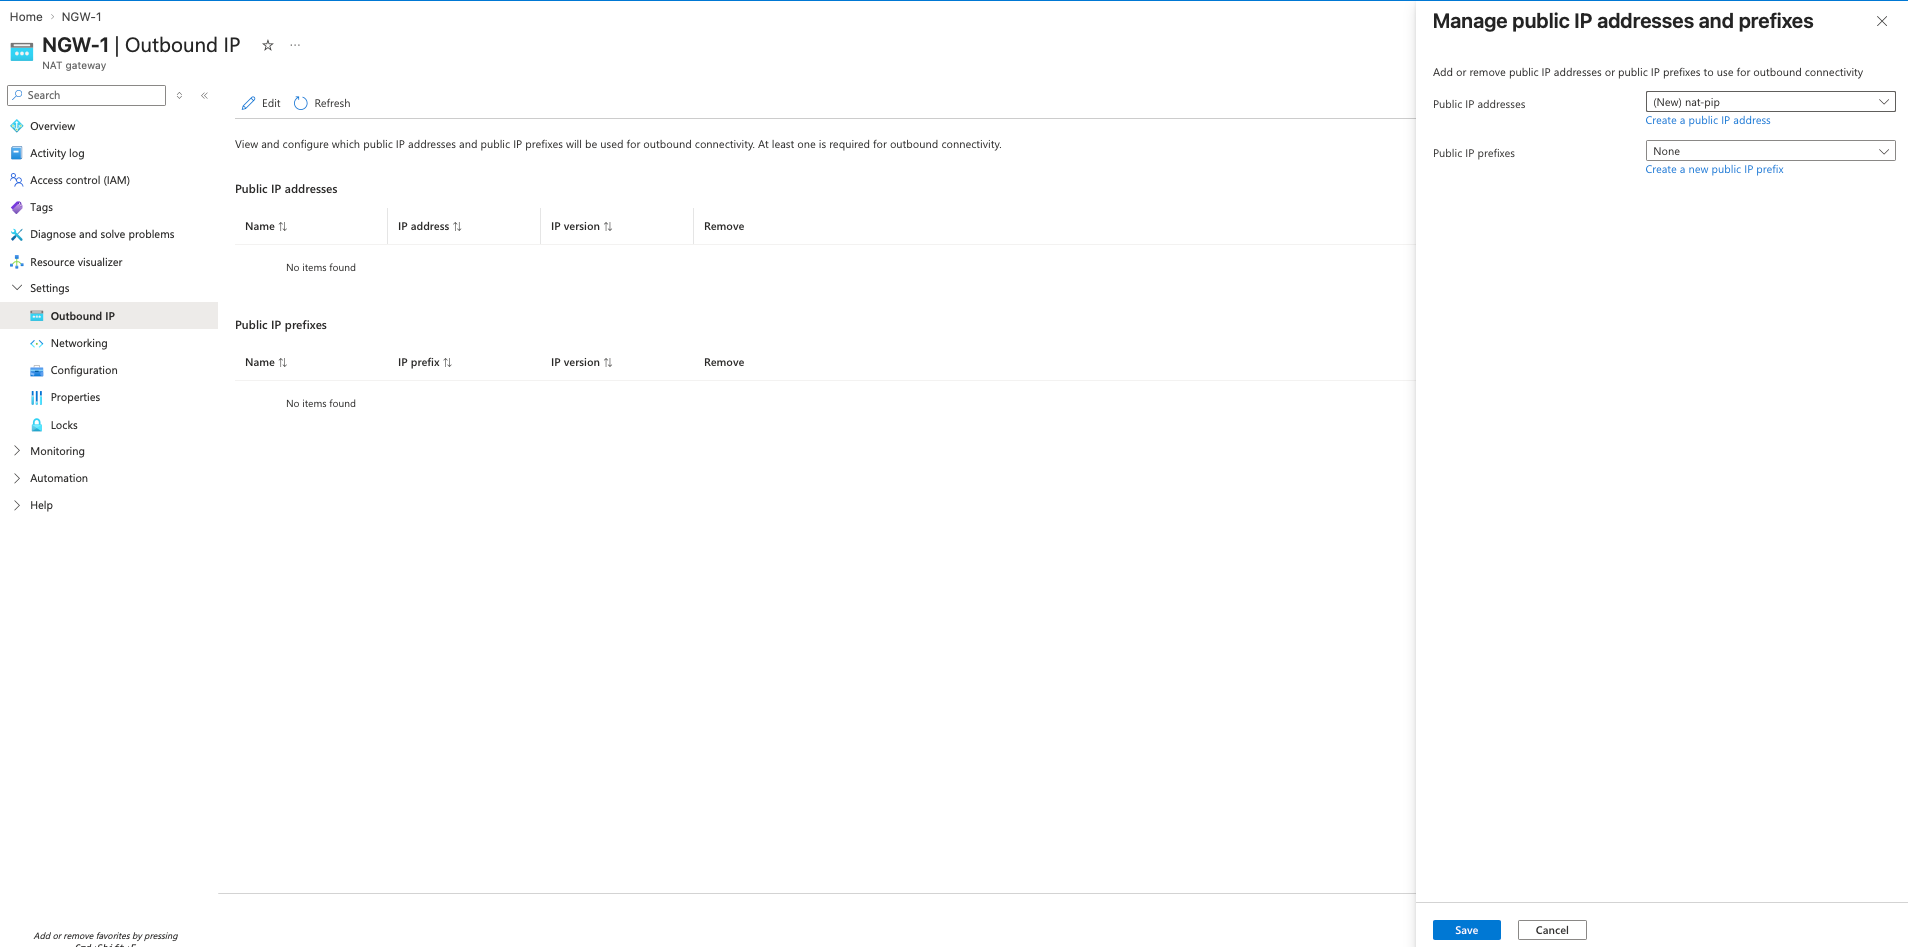 Home > NGW-1
NGW-1 | Outbound IP
NAT gateway
Search
Overview
Activity log
Access control (IAM)
Tags
Diagnose and solve problems
Resource visualizer
Settings
Outbound IP
Networking
Configuration
Properties
Locks
Monitoring
Automation
Help
Add or remove favorites by pressing
Edit Refresh
View and configure which public IP addresses and public IP prefixes will be used for outbound connectivity. At least one is required for outbound connectivity.
Public IP addresses
Name IP address IP version Remove
No items found
Public IP prefixes
Name IP prefix IP version Remove
No items found
Manage public IP addresses and prefixes
Add or remove public IP addresses or public IP prefixes to use for outbound connectivity
Public IP addresses (New) nat-pip
Create a public IP address
Public IP prefixes None
Create a new public IP prefix
Save Cancel